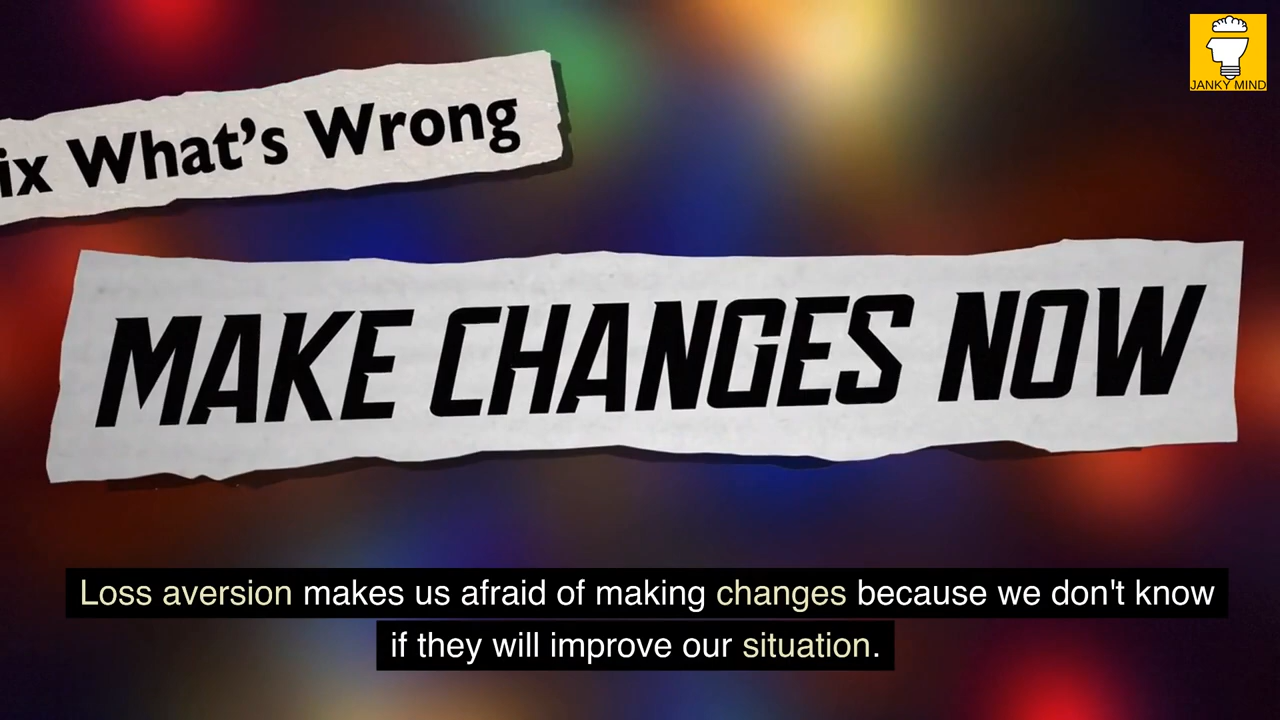 JANKY MIND
ix What's Wrong
MAKE CHANGES NOW
Loss aversion makes us afraid of making changes because we don't know
if they will improve our situation.